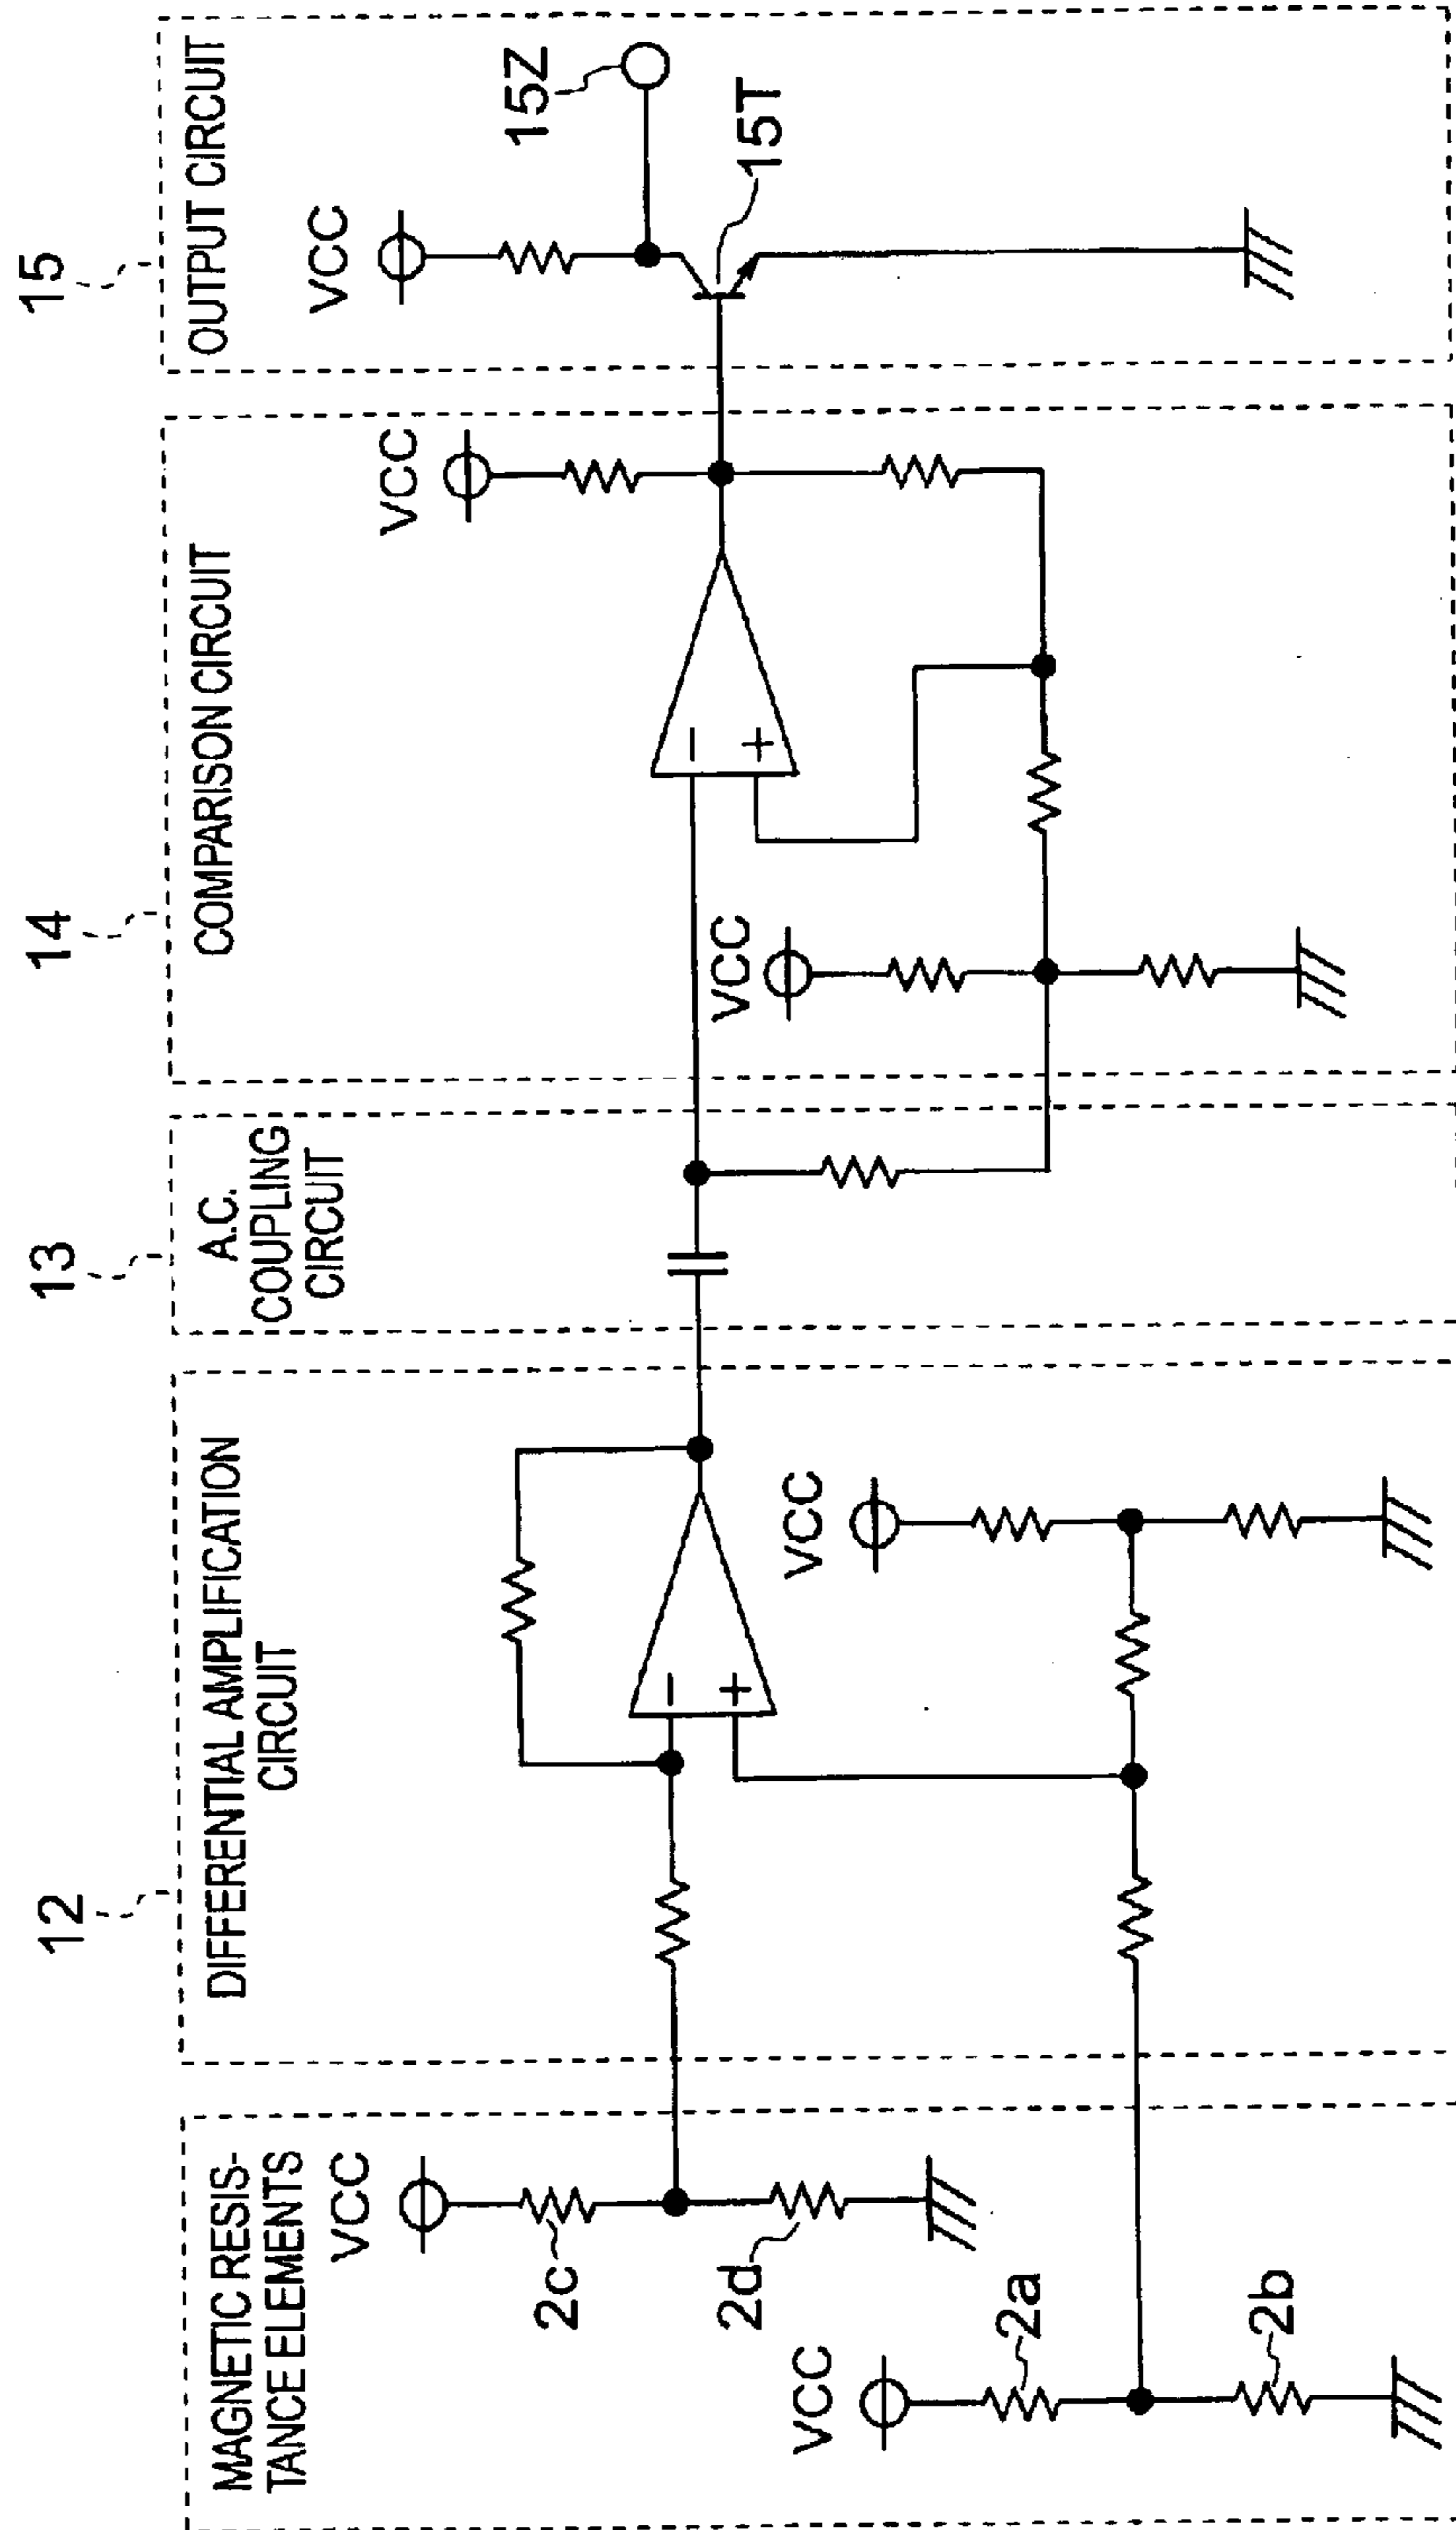 12
13
14
15
MAGNETIC RESIS-
TANCE ELEMENTS
VCC
2c
2d
VCC
2a
2b
DIFFERENTIAL AMPLIFICATION
CIRCUIT
VCC
−
+
A.C.
COUPLING
CIRCUIT
COMPARISON CIRCUIT
VCC
−
+
VCC
OUTPUT CIRCUIT
VCC
15Z
15T